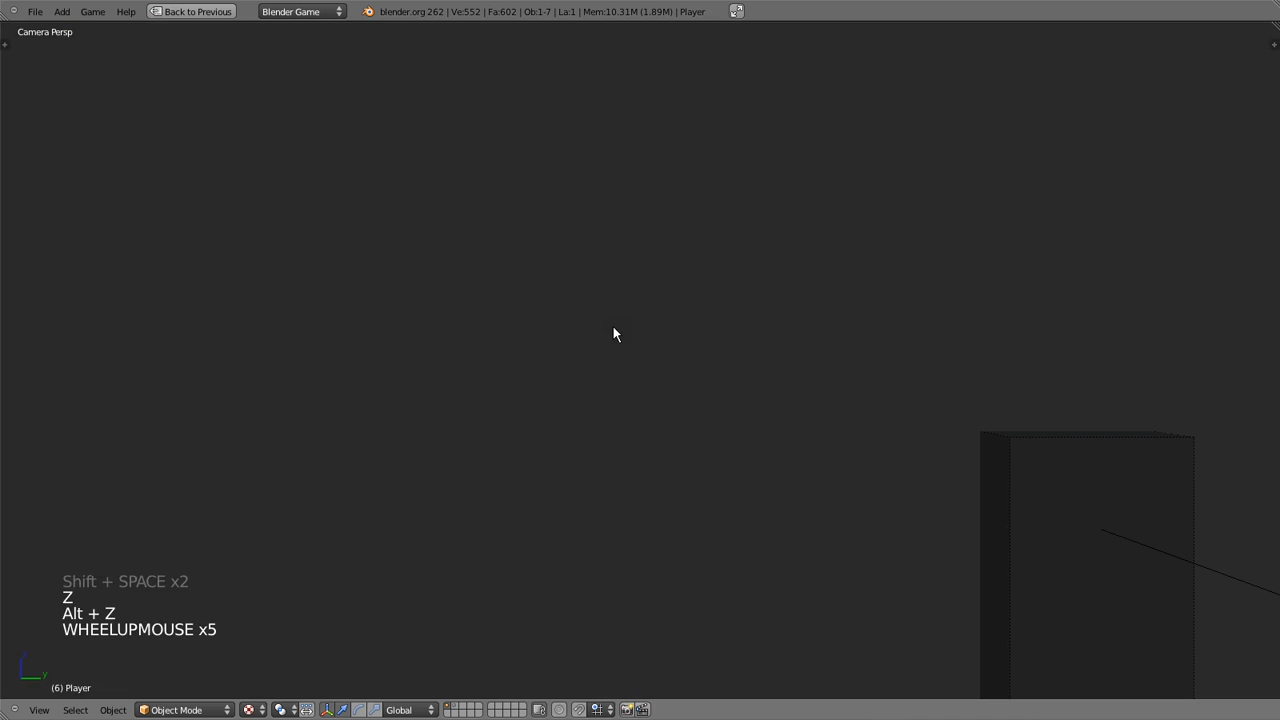 File Add Game Help Back to Previous Blender Game blender.org 262 | Ve:552 | Fa:602 | Ob:1-7 | La:1 | Mem:10.31M (1.89M) | Player
Camera Persp
Shift + SPACE x2
Z
Alt + Z
WHEELUPMOUSE x5
y
(6) Player
View Select Object Object Mode Global